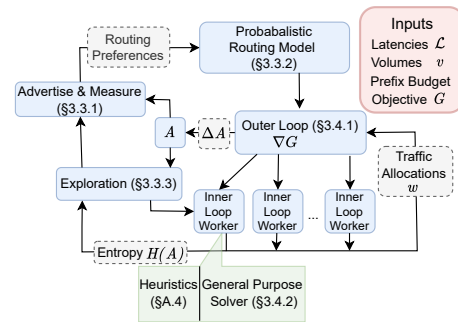 Routing
Preferences
Probabalistic
Routing Model
(§3.3.2)
Inputs
Latencies ℒ
Volumes v
Prefix Budget
Objective G
Advertise & Measure
(§3.3.1)
A
ΔA
Outer Loop (§3.4.1)
∇G
Traffic
Allocations
w
Exploration (§3.3.3)
Inner
Loop
Worker
Inner
Loop
Worker
...
Inner
Loop
Worker
Entropy H(A)
Heuristics
(§A.4)
General Purpose
Solver (§3.4.2)